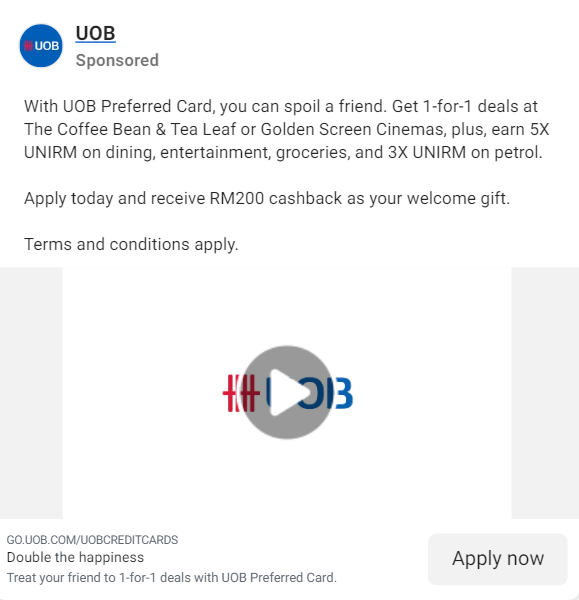 UOB
UOB
Sponsored
With UOB Preferred Card, you can spoil a friend. Get 1-for-1 deals at
The Coffee Bean & Tea Leaf or Golden Screen Cinemas, plus, earn 5X
UNIRM on dining, entertainment, groceries, and 3X UNIRM on petrol.
Apply today and receive RM200 cashback as your welcome gift.
Terms and conditions apply.
UOB
GO.UOB.COM/UOBCREDITCARDS
Double the happiness
Treat your friend to 1-for-1 deals with UOB Preferred Card.
Apply now